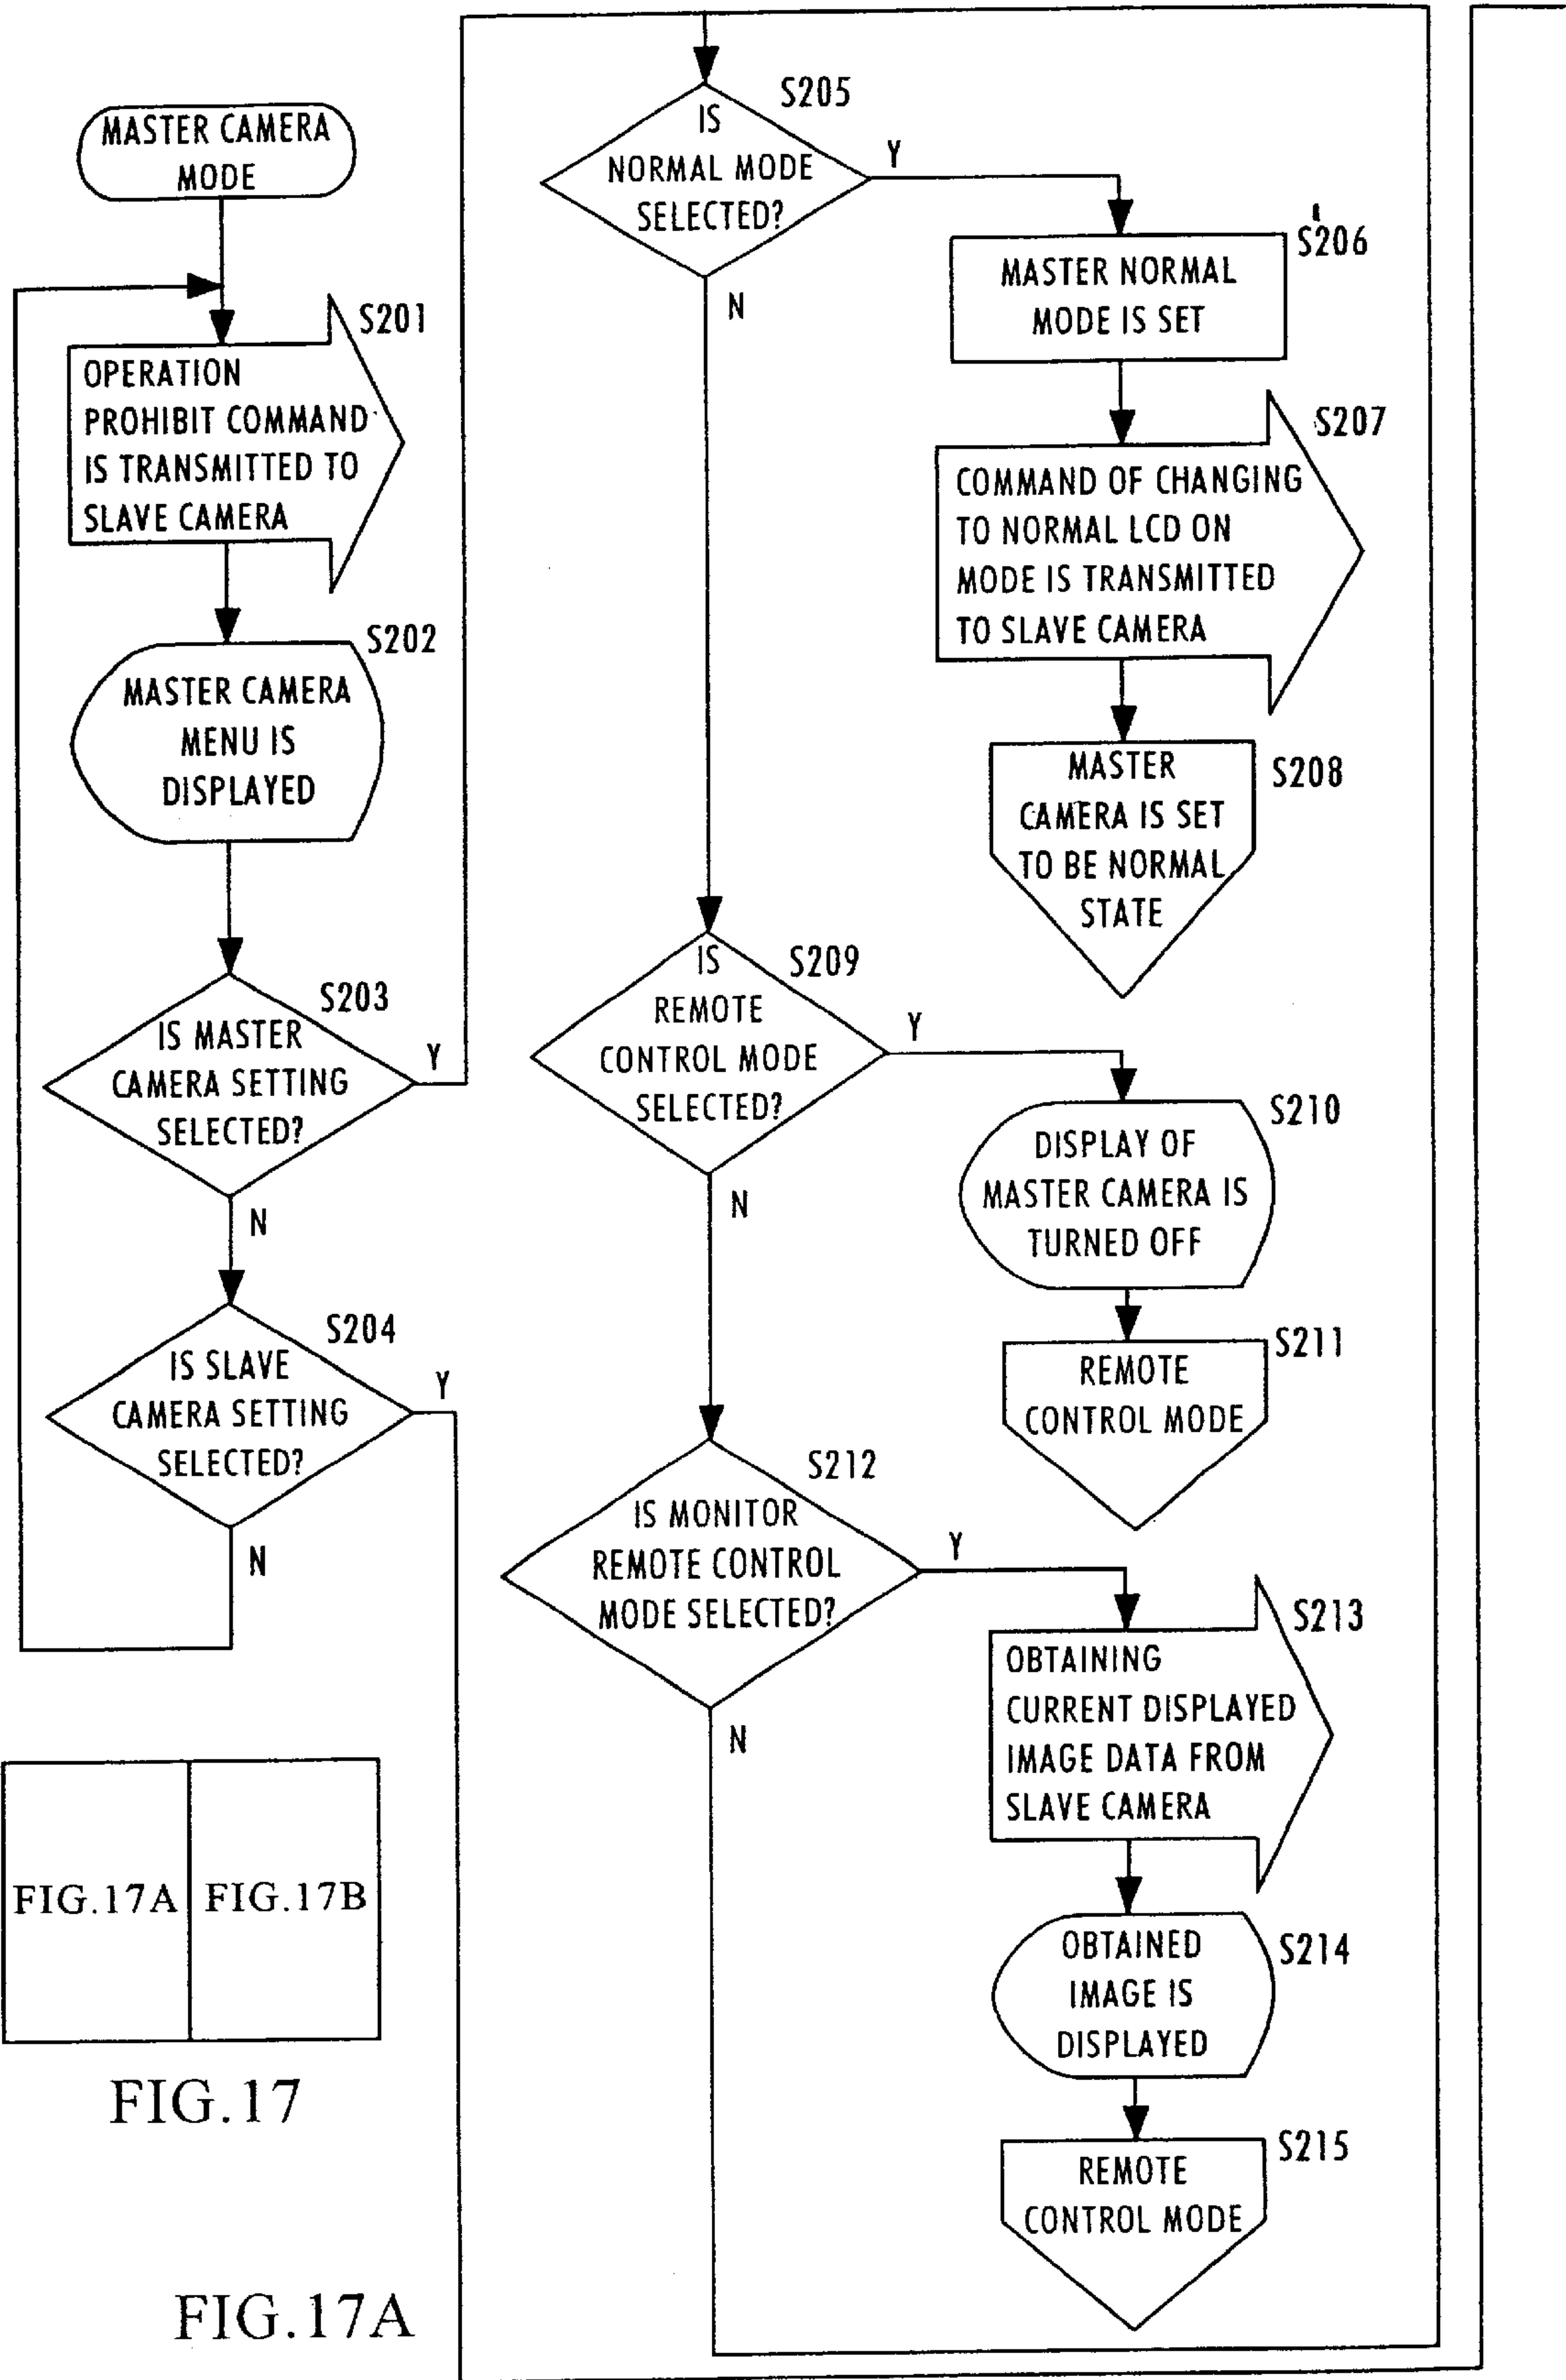 MASTER CAMERA
MODE
S201
OPERATION
PROHIBIT COMMAND
IS TRANSMITTED TO
SLAVE CAMERA
S202
MASTER CAMERA
MENU IS
DISPLAYED
S203
IS MASTER
CAMERA SETTING
SELECTED?
Y
N
S204
IS SLAVE
CAMERA SETTING
SELECTED?
Y
N
S205
IS
NORMAL MODE
SELECTED?
Y
N
S206
MASTER NORMAL
MODE IS SET
S207
COMMAND OF CHANGING
TO NORMAL LCD ON
MODE IS TRANSMITTED
TO SLAVE CAMERA
S208
MASTER
CAMERA IS SET
TO BE NORMAL
STATE
S209
IS
REMOTE
CONTROL MODE
SELECTED?
Y
N
S210
DISPLAY OF
MASTER CAMERA IS
TURNED OFF
S211
REMOTE
CONTROL MODE
S212
IS MONITOR
REMOTE CONTROL
MODE SELECTED?
Y
N
S213
OBTAINING
CURRENT DISPLAYED
IMAGE DATA FROM
SLAVE CAMERA
S214
OBTAINED
IMAGE IS
DISPLAYED
S215
REMOTE
CONTROL MODE
FIG.17A
FIG.17B
FIG.17
FIG.17A